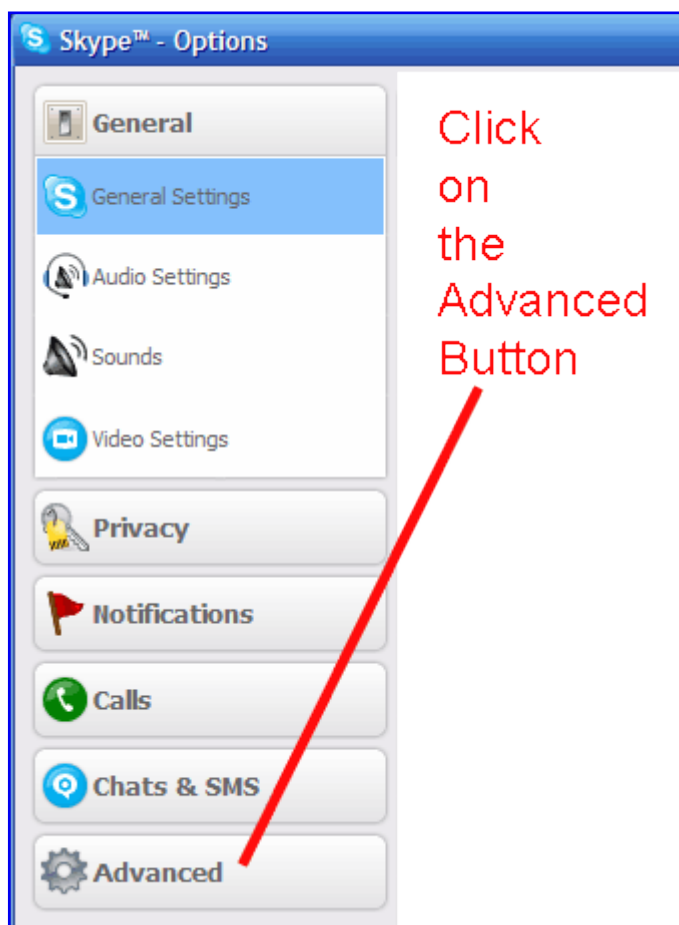 Skype™ - Options
General
General Settings
Audio Settings
Sounds
Video Settings
Privacy
Notifications
Calls
Chats & SMS
Advanced
Click
on
the
Advanced
Button